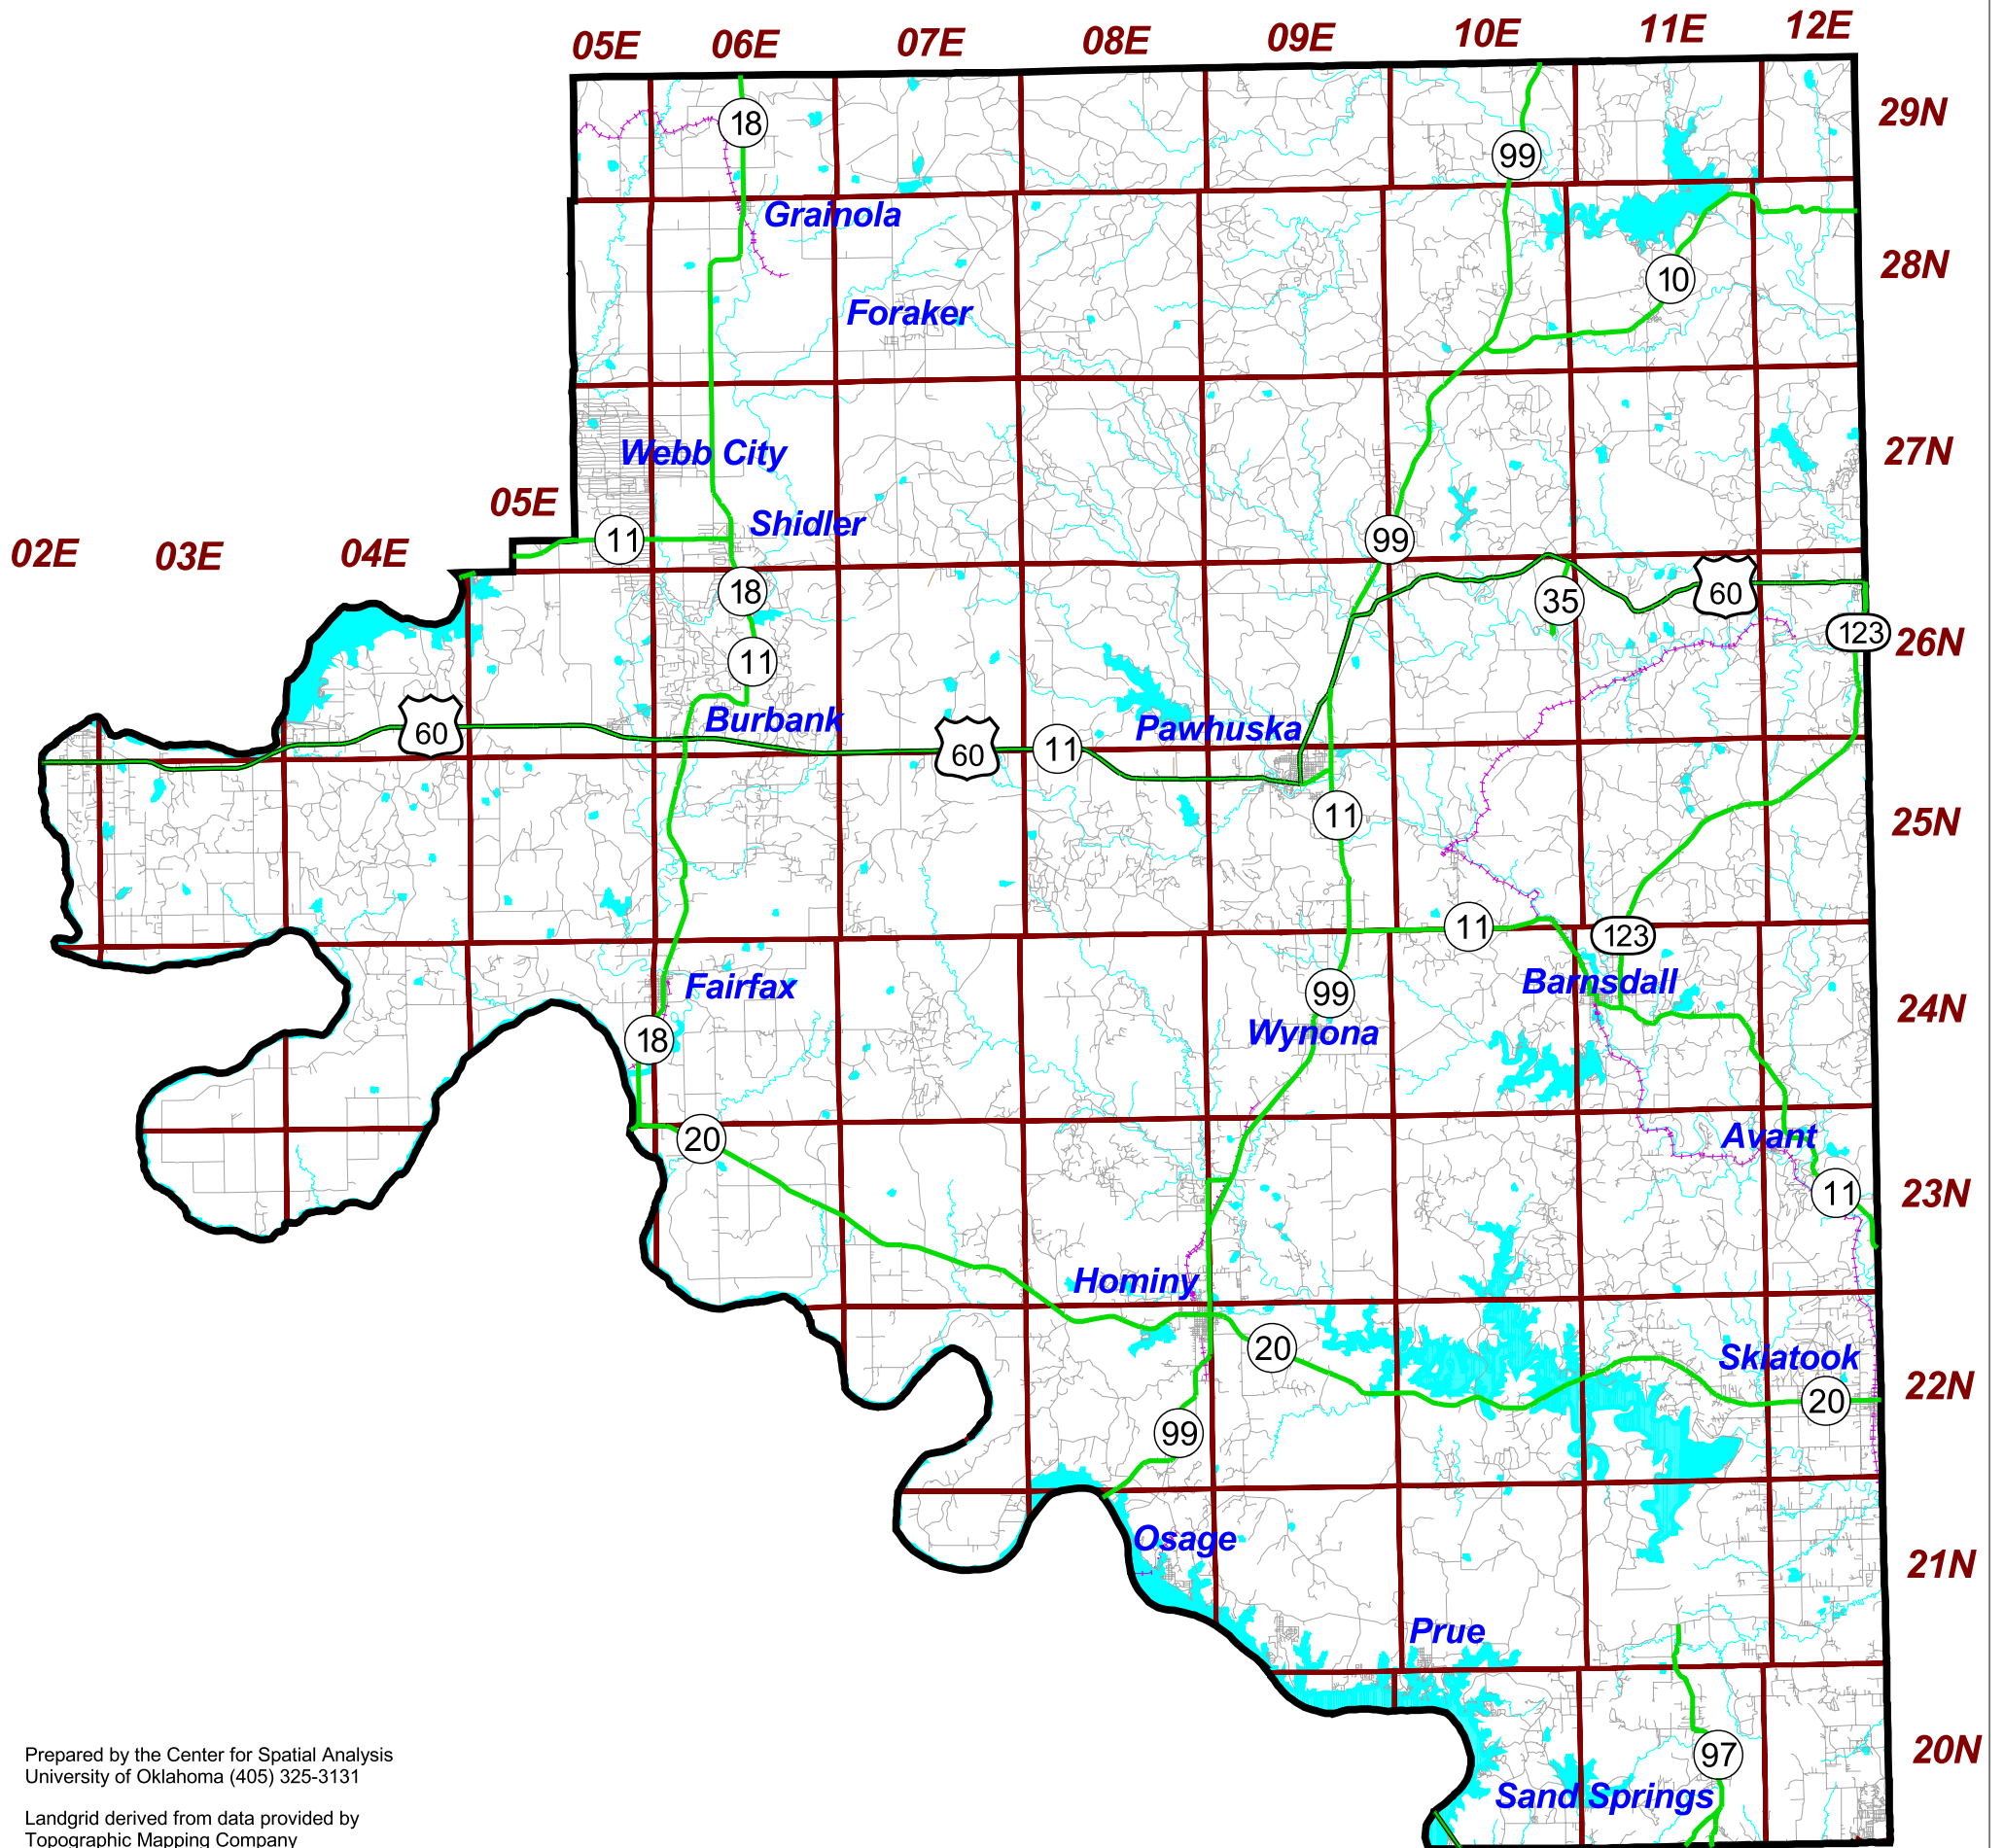 05E 06E 07E 08E 09E 10E 11E 12E
18
29N
99
Grainola
28N
10
Foraker
27N
Webb City
05E
Shidler
02E 03E 04E
11
99
18
35
60
123
26N
11
60
Burbank
Pawhuska
60
11
11
25N
11
123
Fairfax
99
Barnsdall
24N
18
Wynona
20
Avant
11
23N
Hominy
20
Skiatook
22N
20
99
Osage
21N
Prue
97
20N
Sand Springs
Prepared by the Center for Spatial Analysis
University of Oklahoma (405) 325-3131
Landgrid derived from data provided by
Topographic Mapping Company